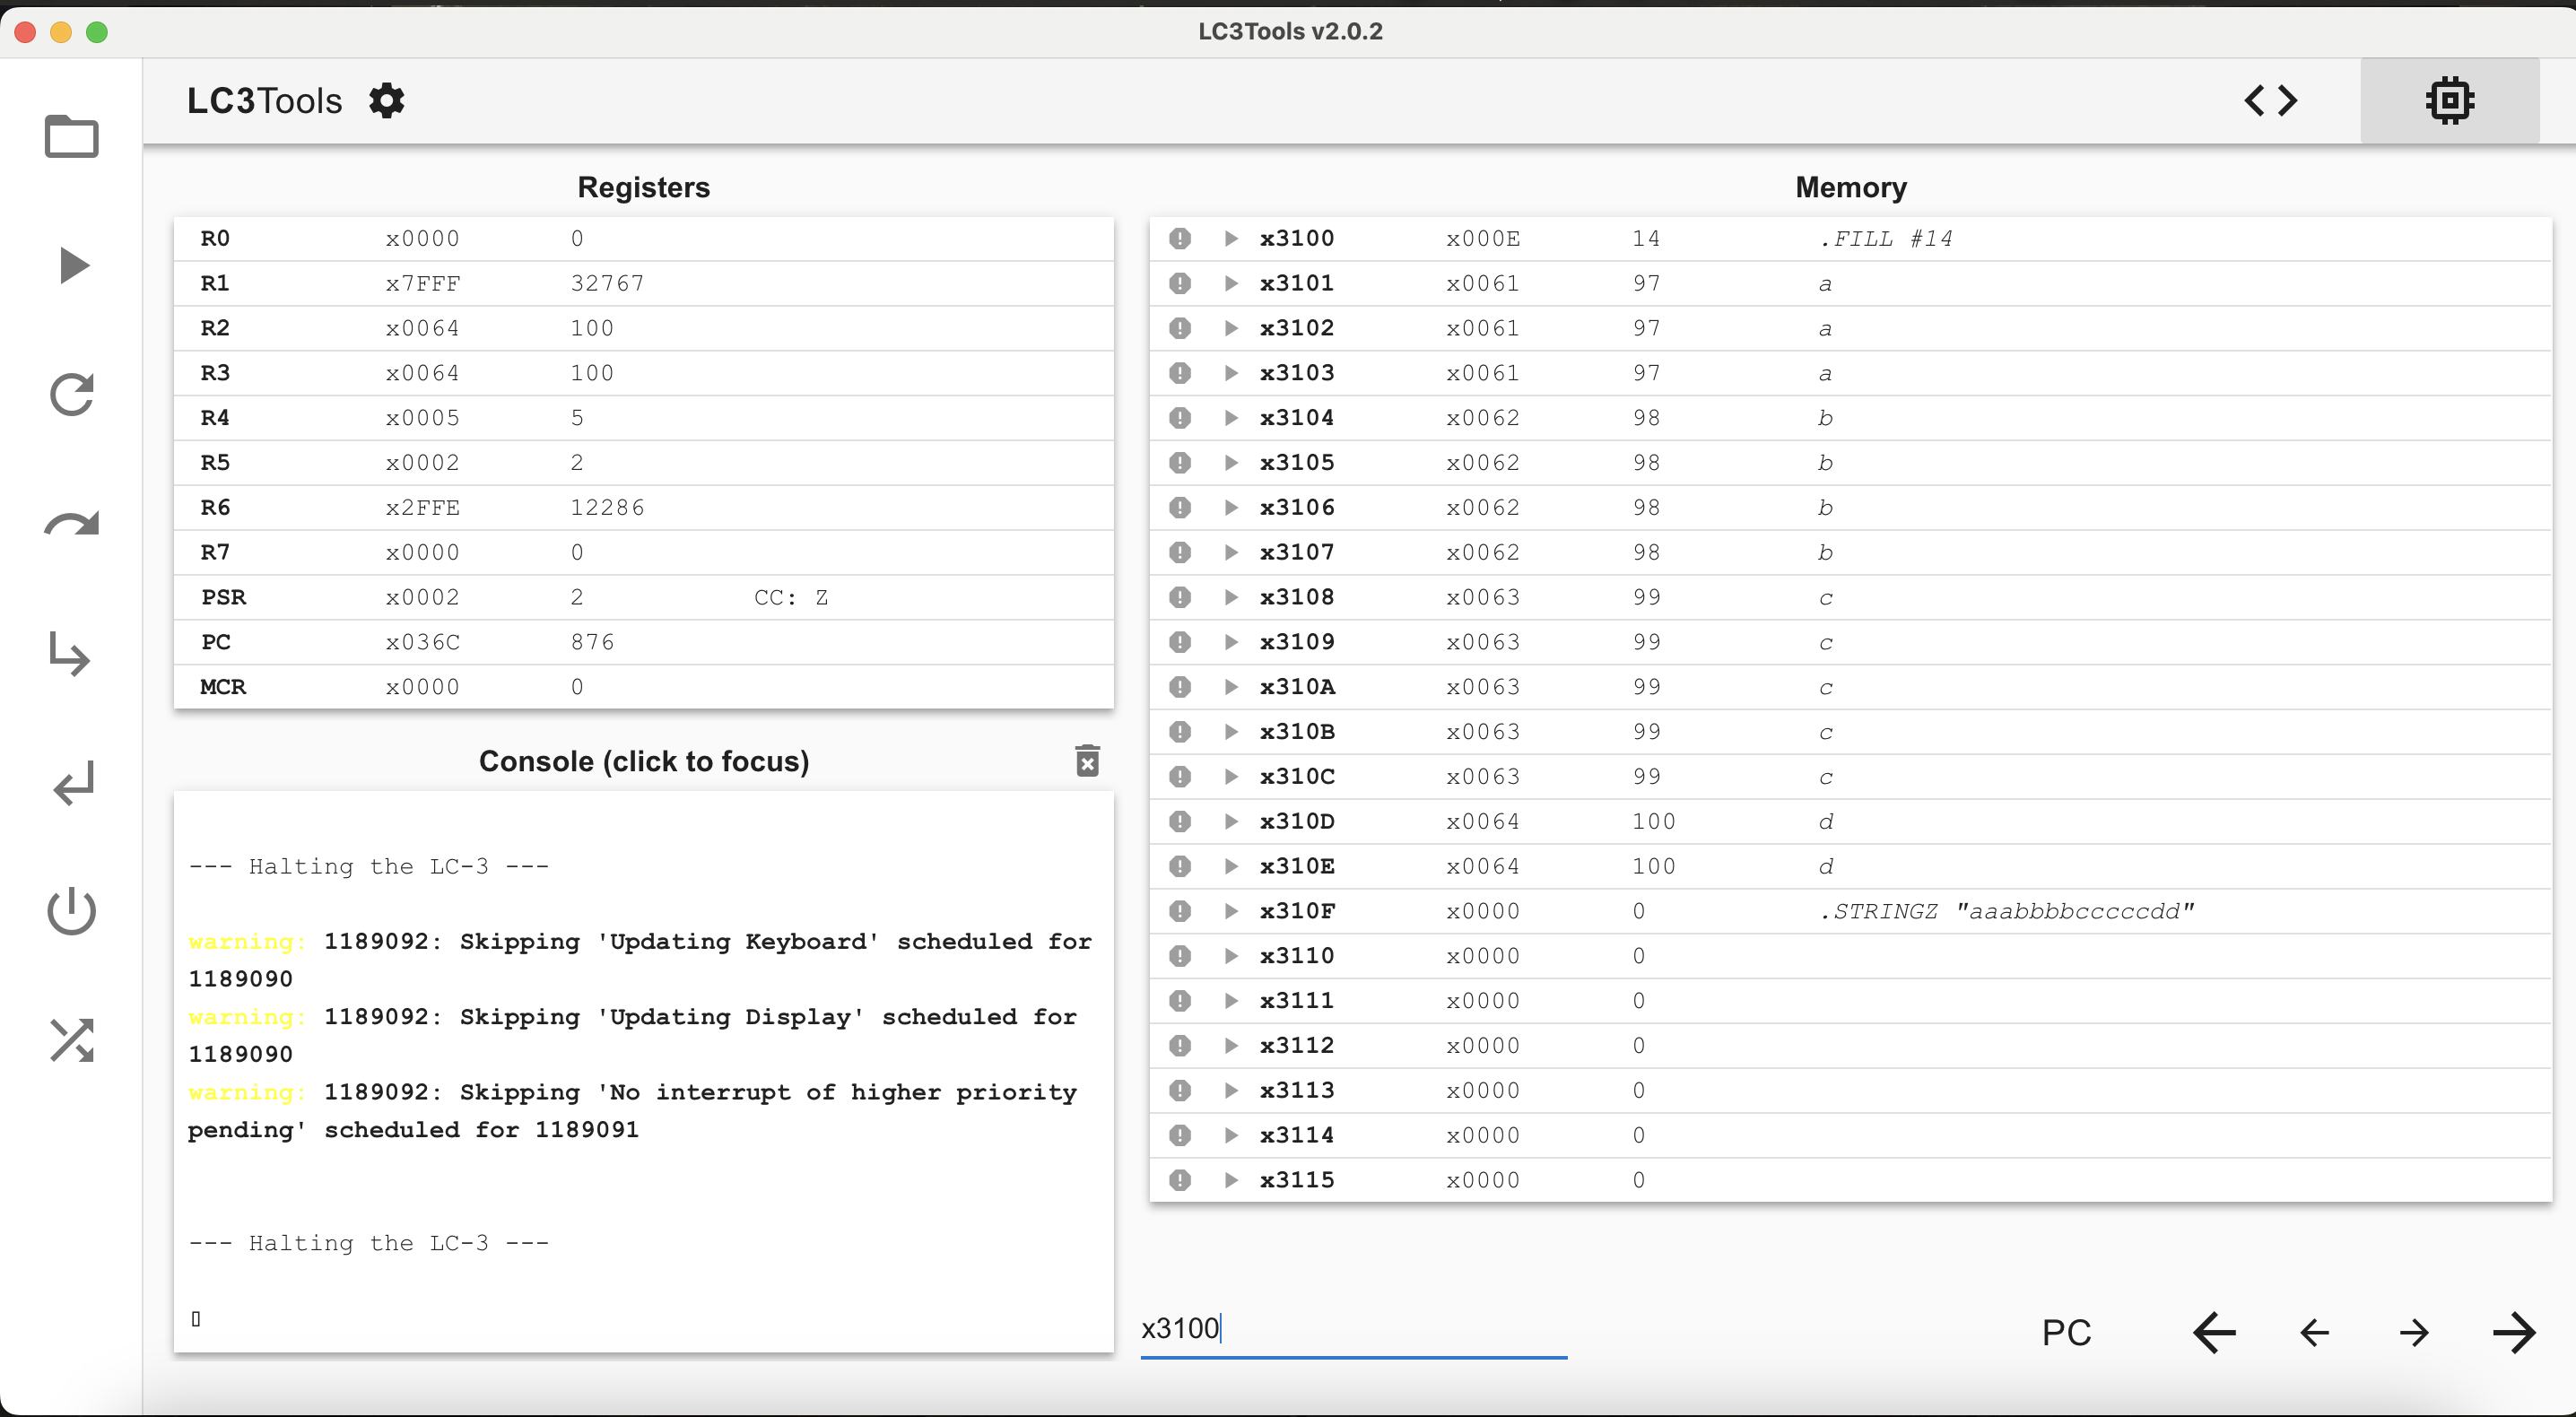 LC3Tools v2.0.2
LC3Tools
Registers
R0 x0000 0
R1 x7FFF 32767
R2 x0064 100
R3 x0064 100
R4 x0005 5
R5 x0002 2
R6 x2FFE 12286
R7 x0000 0
PSR x0002 2 CC: Z
PC x036C 876
MCR x0000 0
Console (click to focus)
--- Halting the LC-3 ---
warning: 1189092: Skipping 'Updating Keyboard' scheduled for
1189090
warning: 1189092: Skipping 'Updating Display' scheduled for
1189090
warning: 1189092: Skipping 'No interrupt of higher priority
pending' scheduled for 1189091
--- Halting the LC-3 ---
Memory
x3100 x000E 14 .FILL #14
x3101 x0061 97 a
x3102 x0061 97 a
x3103 x0061 97 a
x3104 x0062 98 b
x3105 x0062 98 b
x3106 x0062 98 b
x3107 x0062 98 b
x3108 x0063 99 c
x3109 x0063 99 c
x310A x0063 99 c
x310B x0063 99 c
x310C x0063 99 c
x310D x0064 100 d
x310E x0064 100 d
x310F x0000 0 .STRINGZ "aaabbbbcccccdd"
x3110 x0000 0
x3111 x0000 0
x3112 x0000 0
x3113 x0000 0
x3114 x0000 0
x3115 x0000 0
x3100
PC